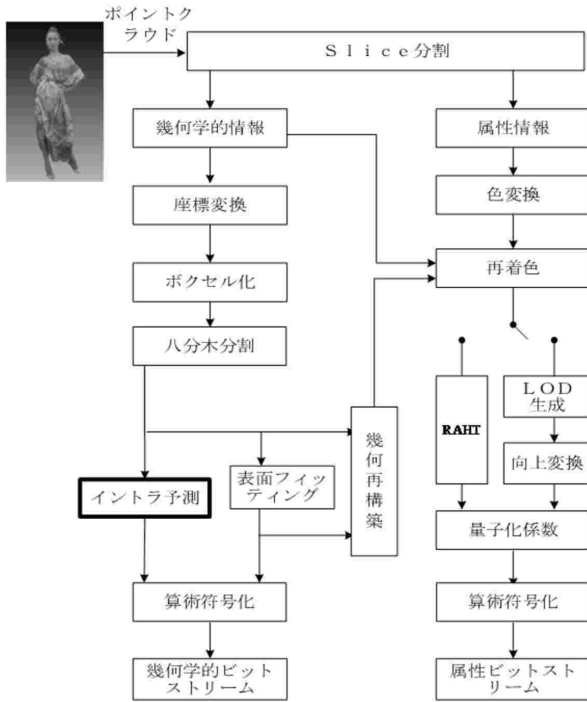 ポイントク
ラウド
Ｓｌｉｃｅ分割
幾何学的情報
属性情報
座標変換
色変換
ボクセル化
再着色
八分木分割
RAHT
ＬＯＤ
生成
幾何再構築
表面フィッ
ティング
向上変換
イントラ予測
量子化係数
算術符号化
算術符号化
幾何学的ビット
ストリーム
属性ビットスト
リーム